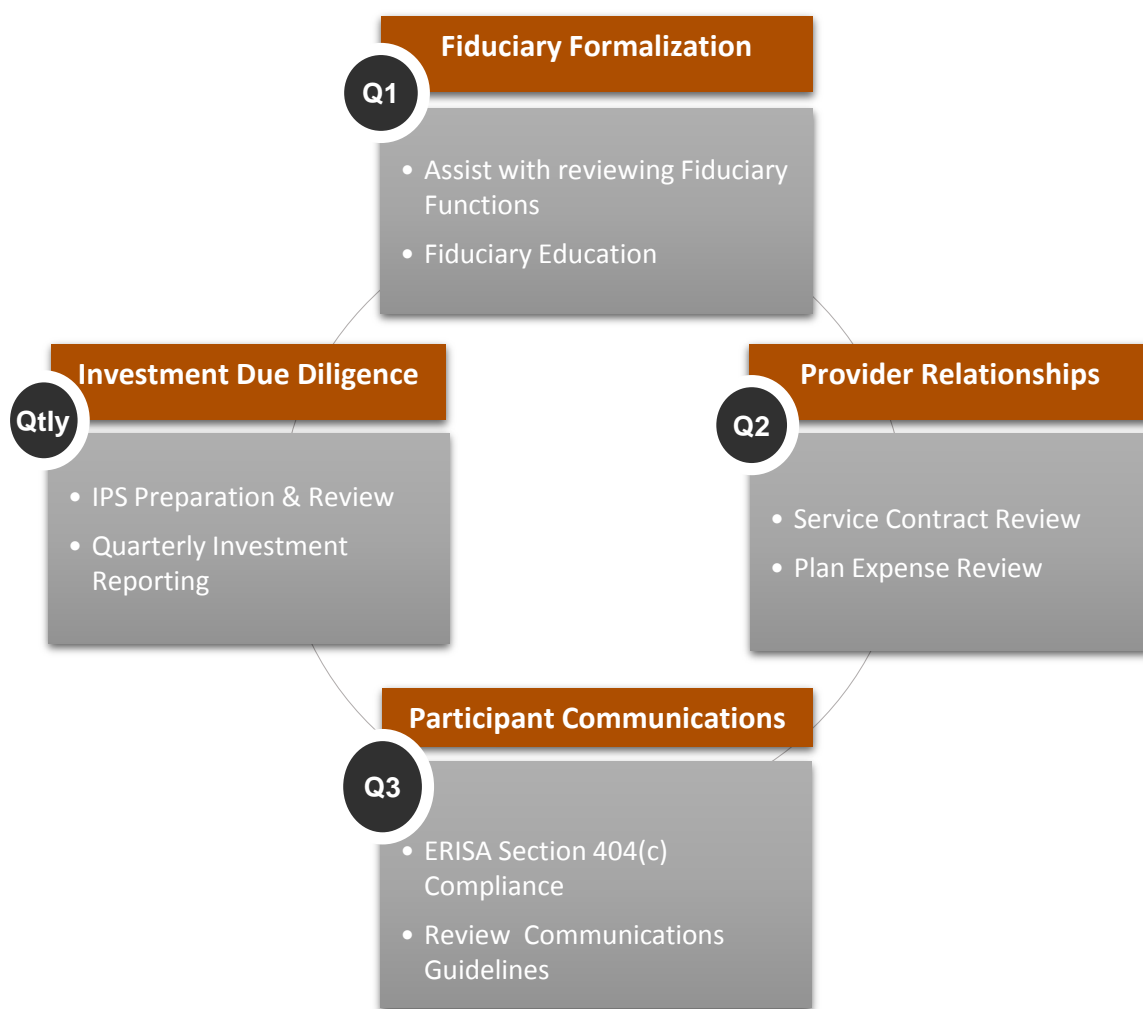 Fiduciary Formalization
Q1
• Assist with reviewing Fiduciary
Functions
• Fiduciary Education
Investment Due Diligence
Qtly
• IPS Preparation & Review
• Quarterly Investment
Reporting
Provider Relationships
Q2
• Service Contract Review
• Plan Expense Review
Participant Communications
Q3
• ERISA Section 404(c)
Compliance
• Review  Communications
Guidelines